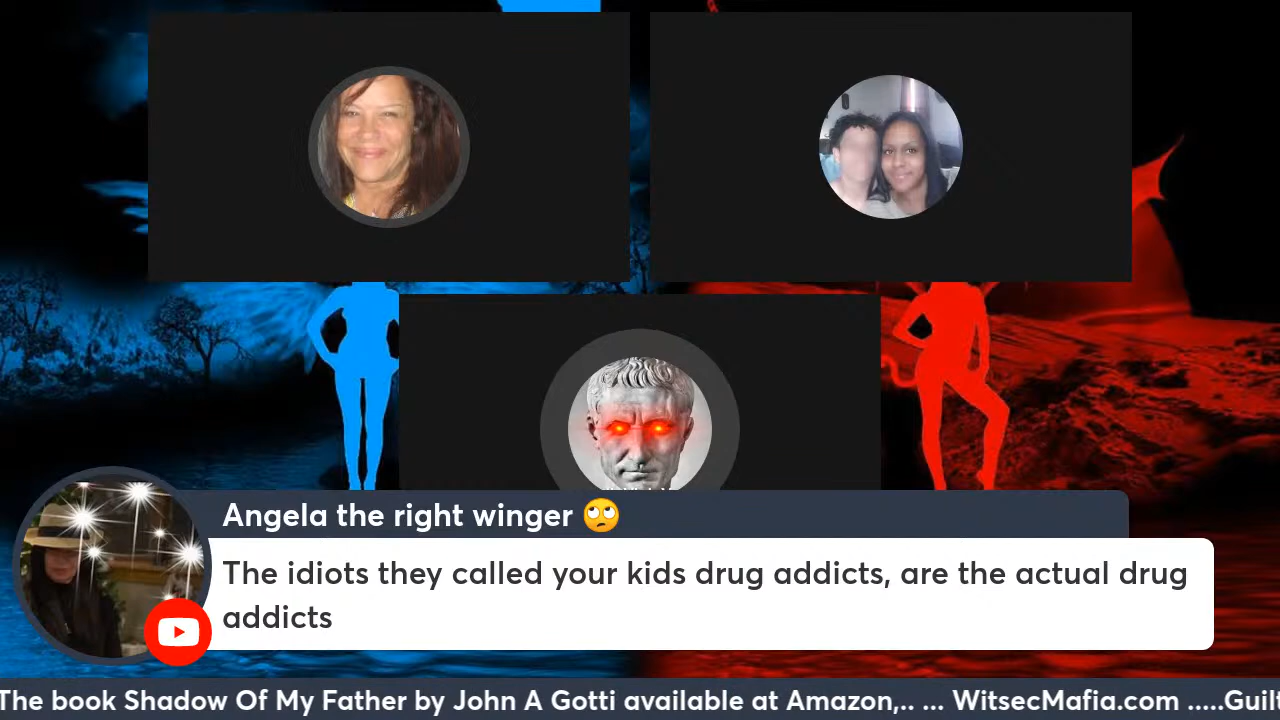 Angela the right winger 🙄
The idiots they called your kids drug addicts, are the actual drug
addicts
The book Shadow Of My Father by John A Gotti available at Amazon,.. ... WitsecMafia.com .....Guilt